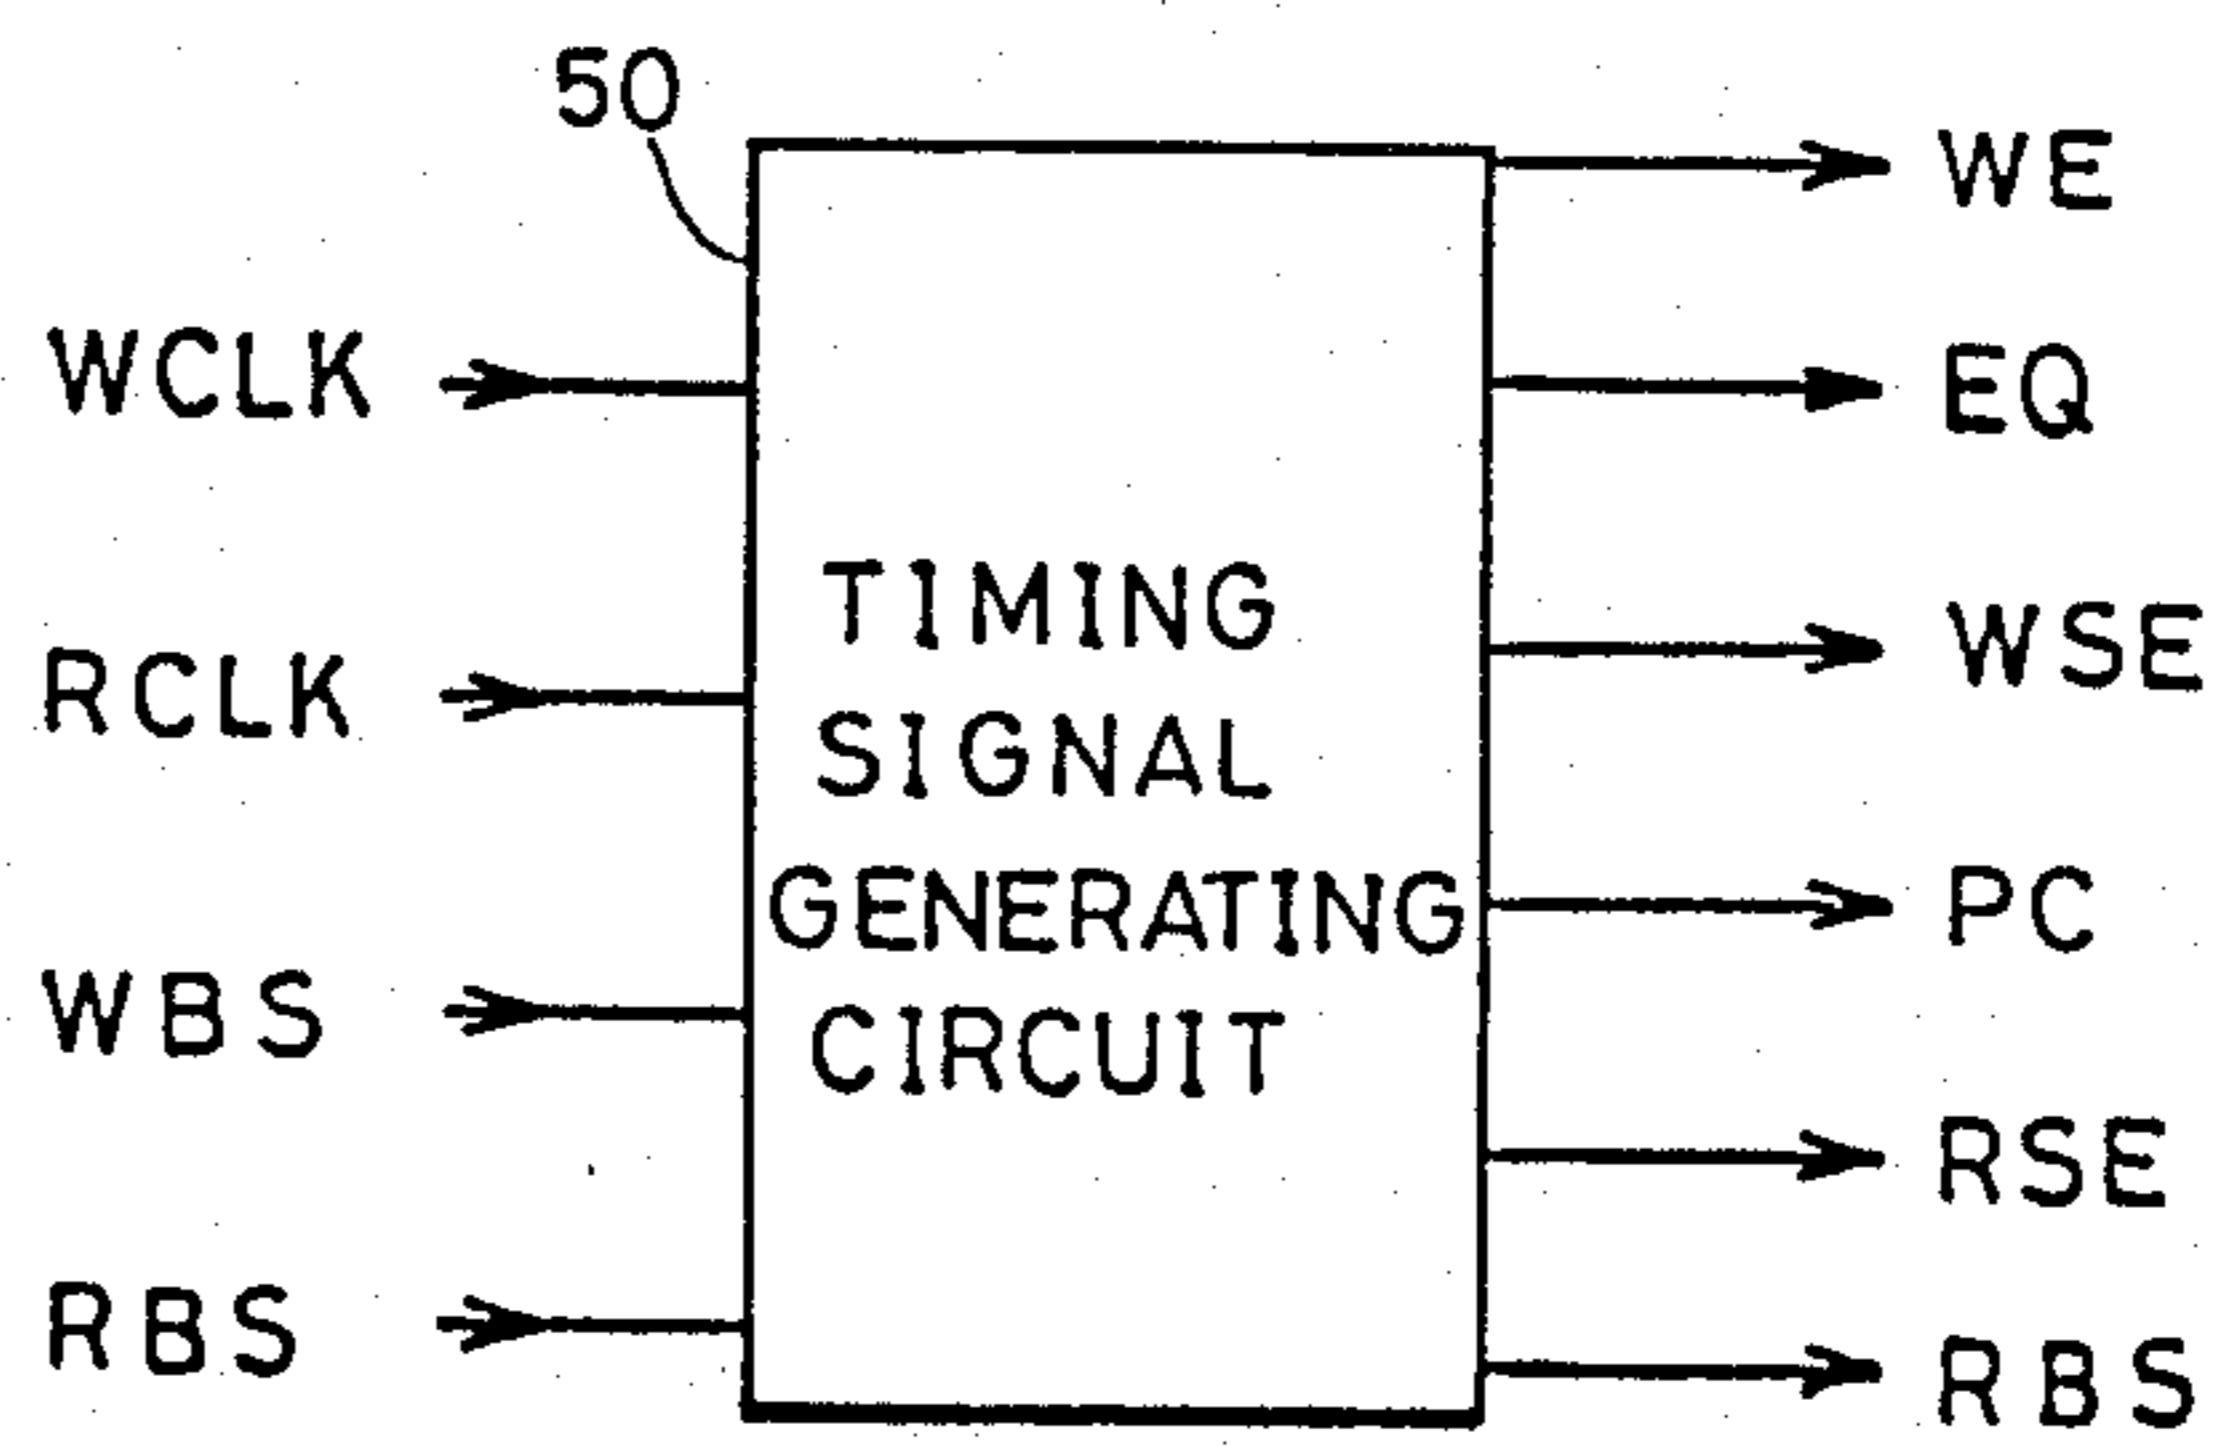 50
WCLK
RCLK
WBS
RBS
TIMING
SIGNAL
GENERATING
CIRCUIT
WE
EQ
WSE
PC
RSE
RBS